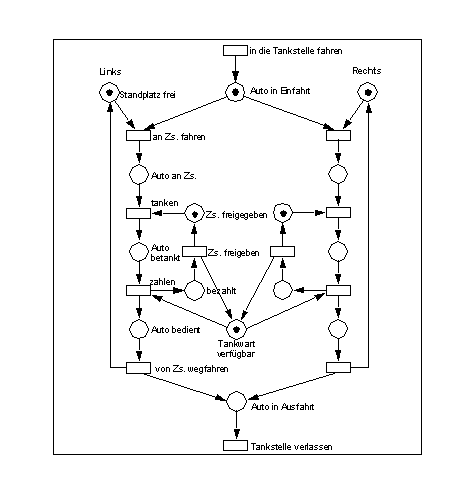 in die Tankstelle fahren
Links
Rechts
Standplatz frei
Auto in Einfahrt
an Zs. fahren
Auto an Zs.
tanken
Zs. freigegeben
Auto
betankt
Zs. freigeben
zahlen
bezahlt
Auto bedient
Tankwart
verfügbar
von Zs. wegfahren
Auto in Ausfahrt
Tankstelle verlassen